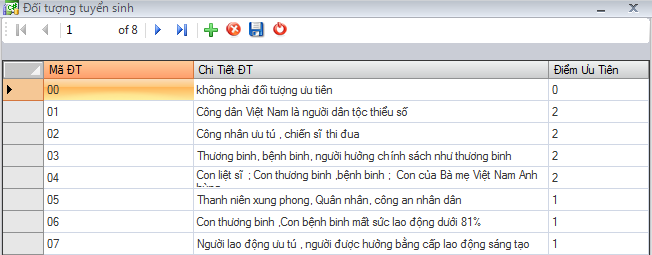 Đối tượng tuyển sinh
1 of 8
Mã ĐT Chi Tiết ĐT Điểm Ưu Tiên
00 không phải đối tượng ưu tiên 0
01 Công dân Việt Nam là người dân tộc thiểu số 2
02 Công nhân ưu tú , chiến sĩ thi đua 2
03 Thương binh, bệnh binh, người hưởng chính sách như thương binh 2
04 Con liệt sĩ ; Con thương binh ,bệnh binh ; Con của Bà mẹ Việt Nam Anh 2
05 Thanh niên xung phong, Quân nhân, công an nhân dân 1
06 Con thương binh ,Con bệnh binh mất sức lao động dưới 81% 1
07 Người lao động ưu tú , người được hưởng bằng cấp lao động sáng tạo 1